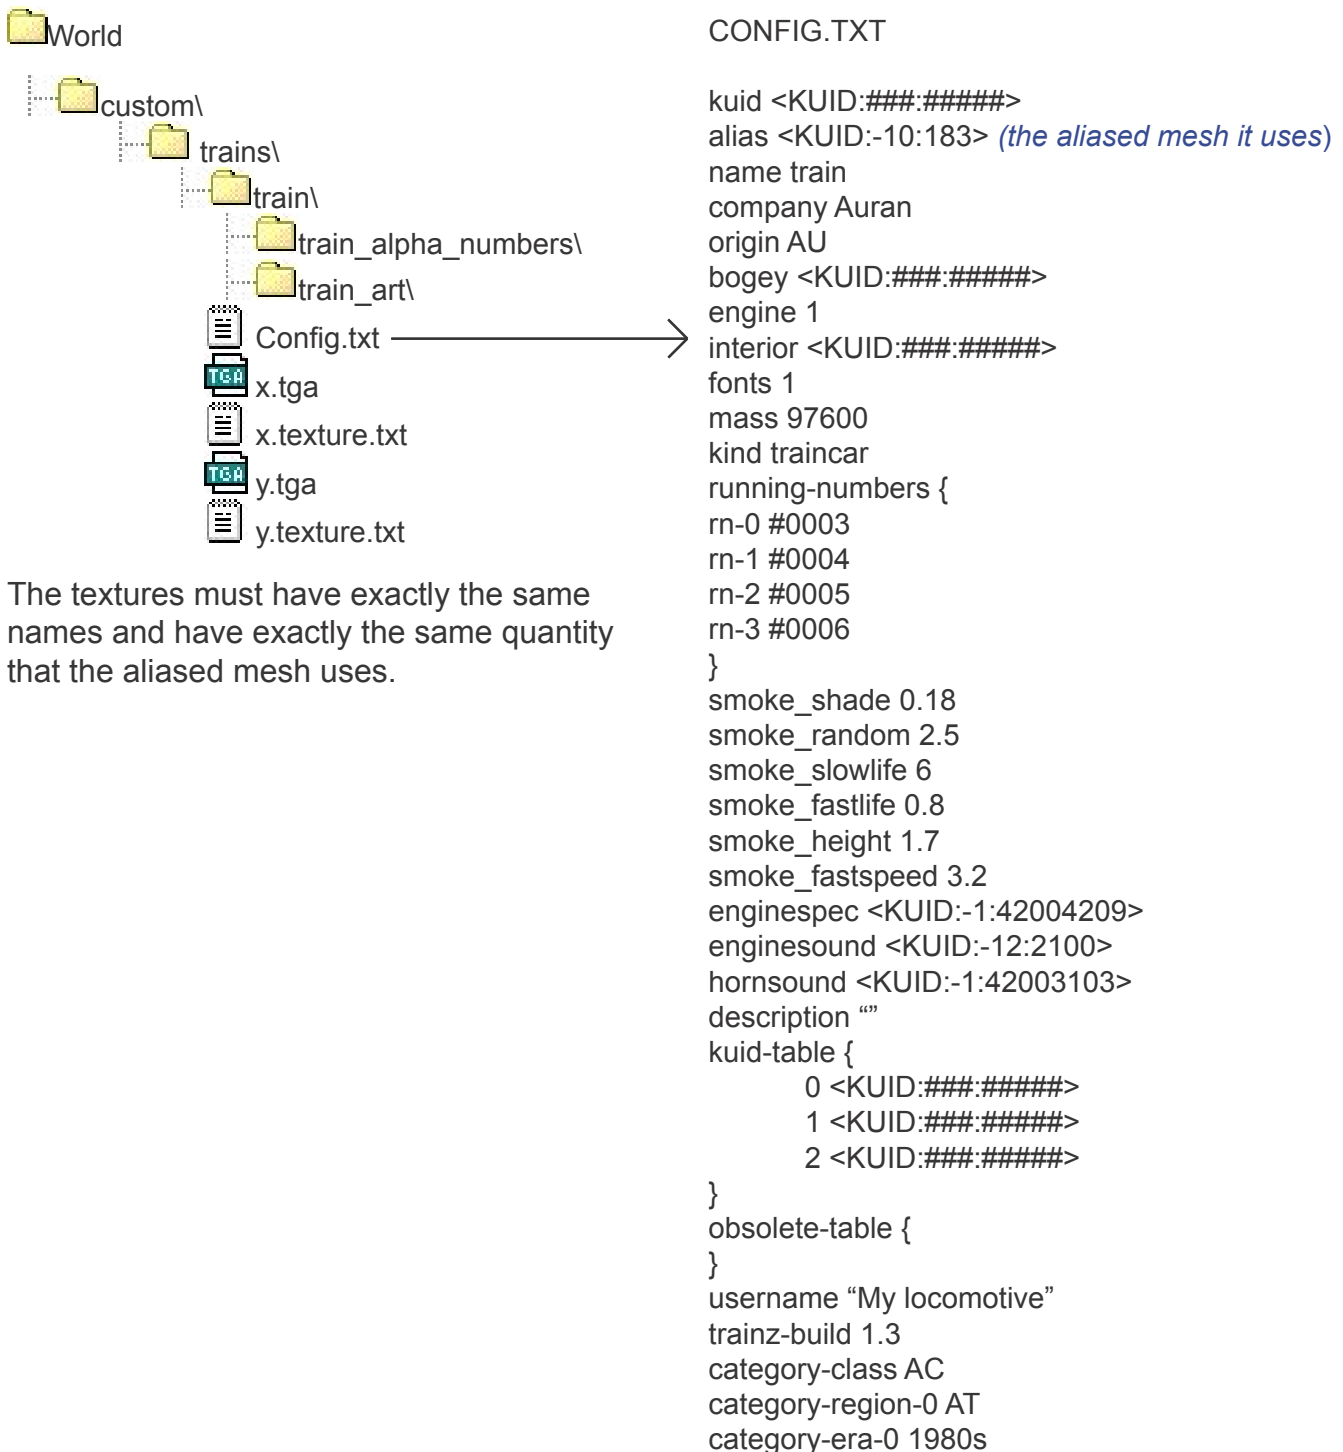 World
custom\
trains\
train\
train_alpha_numbers\
train_art\
Config.txt
TGA
x.tga
x.texture.txt
TGA
y.tga
y.texture.txt
The textures must have exactly the same
names and have exactly the same quantity
that the aliased mesh uses.
CONFIG.TXT
kuid <KUID:###:#####>
alias <KUID:-10:183> (the aliased mesh it uses)
name train
company Auran
origin AU
bogey <KUID:###:#####>
engine 1
interior <KUID:###:#####>
fonts 1
mass 97600
kind traincar
running-numbers {
rn-0 #0003
rn-1 #0004
rn-2 #0005
rn-3 #0006
}
smoke_shade 0.18
smoke_random 2.5
smoke_slowlife 6
smoke_fastlife 0.8
smoke_height 1.7
smoke_fastspeed 3.2
enginespec <KUID:-1:42004209>
enginesound <KUID:-12:2100>
hornsound <KUID:-1:42003103>
description “”
kuid-table {
0 <KUID:###:#####>
1 <KUID:###:#####>
2 <KUID:###:#####>
}
obsolete-table {
}
username “My locomotive”
trainz-build 1.3
category-class AC
category-region-0 AT
category-era-0 1980s